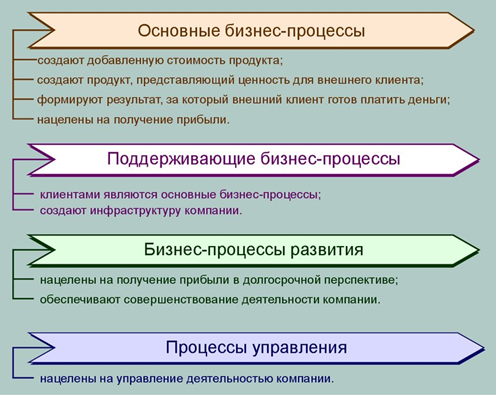 Основные бизнес-процессы
создают добавленную стоимость продукта;
создают продукт, представляющий ценность для внешнего клиента;
формируют результат, за который внешний клиент готов платить деньги;
нацелены на получение прибыли.
Поддерживающие бизнес-процессы
клиентами являются основные бизнес-процессы;
создают инфраструктуру компании.
Бизнес-процессы развития
нацелены на получение прибыли в долгосрочной перспективе;
обеспечивают совершенствование деятельности компании.
Процессы управления
нацелены на управление деятельностью компании.